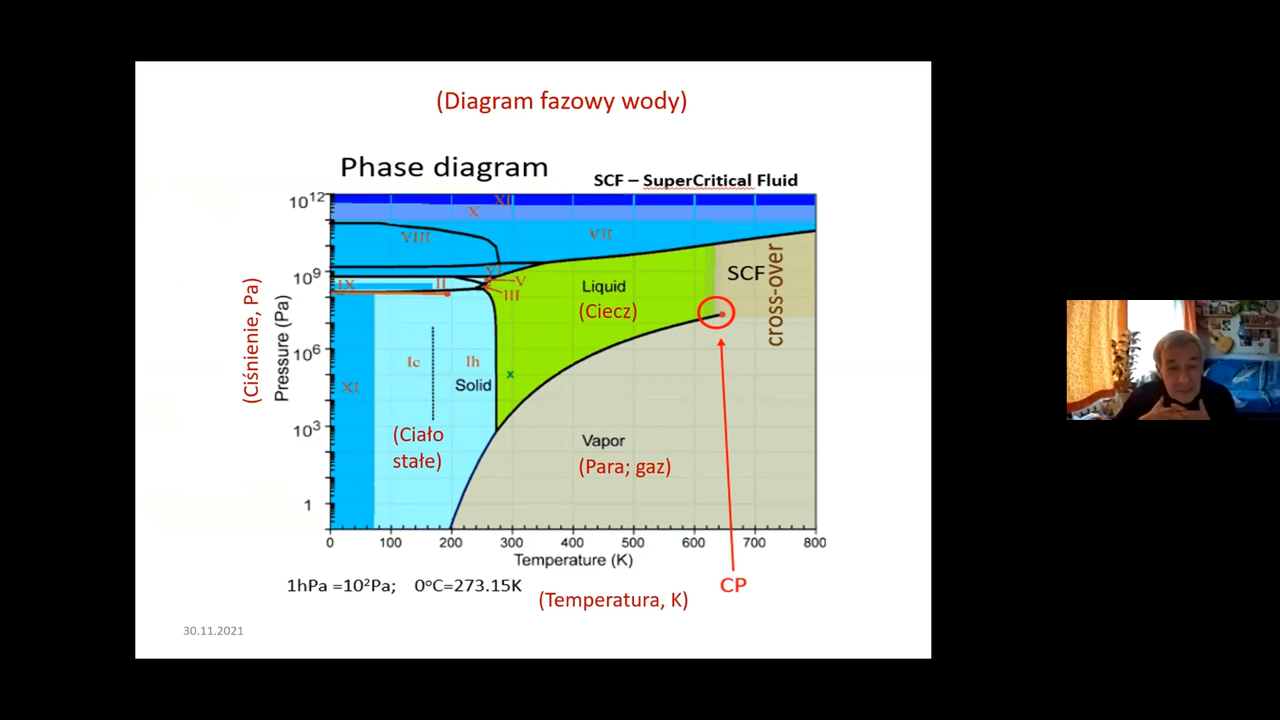 (Diagram fazowy wody)
Phase diagram
SCF – SuperCritical Fluid
10¹²
10⁹
10⁶
10³
1
(Ciśnienie, Pa)
Pressure (Pa)
XI
X
VIII
VII
VI
V
IX
II
III
Liquid
(Ciecz)
SCF
cross-over
Ic
Ih
XI
Solid
(Ciało
stałe)
Vapor
(Para; gaz)
0 100 200 300 400 500 600 700 800
Temperature (K)
CP
1hPa =10²Pa; 0°C=273.15K
(Temperatura, K)
30.11.2021